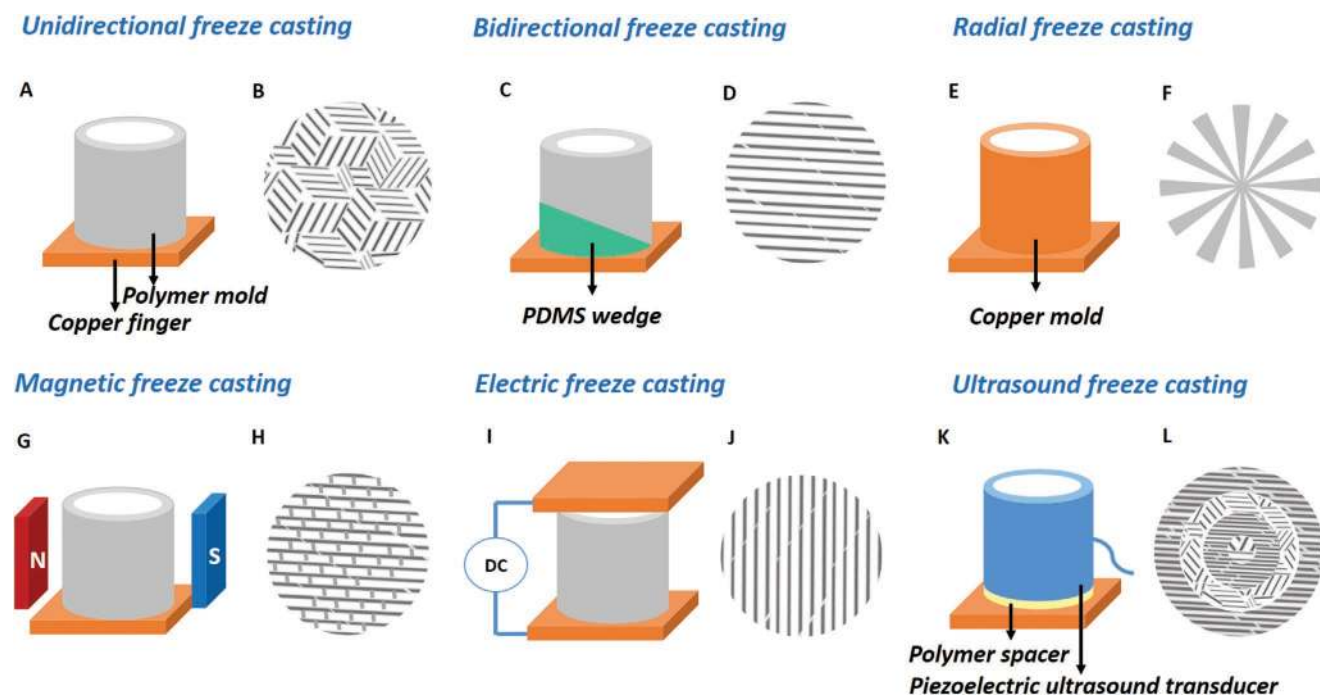 Unidirectional freeze casting
Bidirectional freeze casting
Radial freeze casting
A
B
C
D
E
F
Polymer mold
Copper finger
PDMS wedge
Copper mold
Magnetic freeze casting
Electric freeze casting
Ultrasound freeze casting
G
H
I
J
K
L
N
S
DC
Polymer spacer
Piezoelectric ultrasound transducer